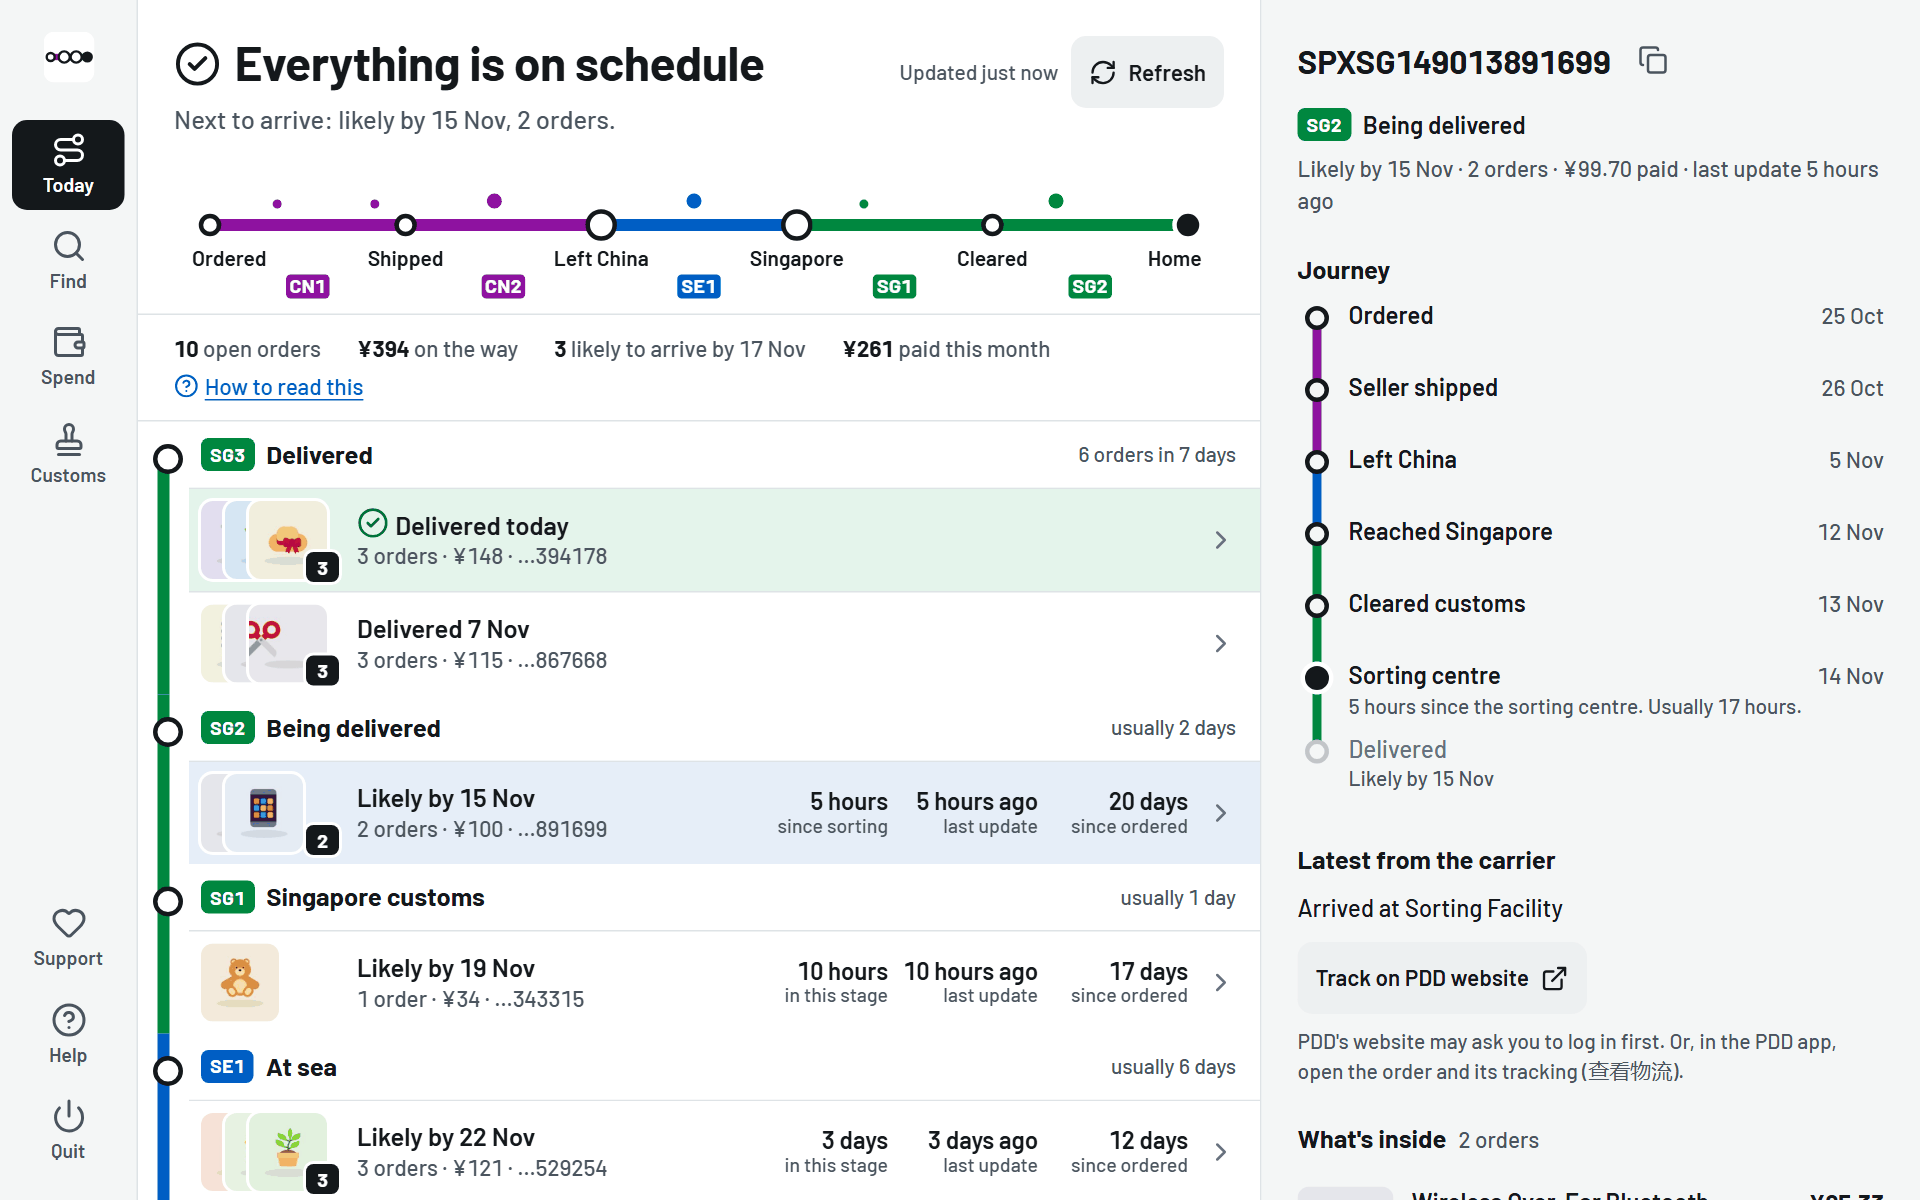 Today
Find
Spend
Customs
Support
Help
Quit
Everything is on schedule
Next to arrive: likely by 15 Nov, 2 orders.
Updated just now
Refresh
Ordered
Shipped
Left China
Singapore
Cleared
Home
CN1
CN2
SE1
SG1
SG2
10 open orders
¥394 on the way
3 likely to arrive by 17 Nov
¥261 paid this month
How to read this
SG3 Delivered
6 orders in 7 days
3
Delivered today
3 orders · ¥148 · ...394178
3
Delivered 7 Nov
3 orders · ¥115 · ...867668
SG2 Being delivered
usually 2 days
2
Likely by 15 Nov
2 orders · ¥100 · ...891699
5 hours
since sorting
5 hours ago
last update
20 days
since ordered
SG1 Singapore customs
usually 1 day
Likely by 19 Nov
1 order · ¥34 · ...343315
10 hours
in this stage
10 hours ago
last update
17 days
since ordered
SE1 At sea
usually 6 days
3
Likely by 22 Nov
3 orders · ¥121 · ...529254
3 days
in this stage
3 days ago
last update
12 days
since ordered
SPXSG149013891699
SG2 Being delivered
Likely by 15 Nov · 2 orders · ¥99.70 paid · last update 5 hours
ago
Journey
Ordered 25 Oct
Seller shipped 26 Oct
Left China 5 Nov
Reached Singapore 12 Nov
Cleared customs 13 Nov
Sorting centre 14 Nov
5 hours since the sorting centre. Usually 17 hours.
Delivered
Likely by 15 Nov
Latest from the carrier
Arrived at Sorting Facility
Track on PDD website
PDD's website may ask you to log in first. Or, in the PDD app,
open the order and its tracking (查看物流).
What's inside 2 orders
Wireless Over-Ear Bluetooth